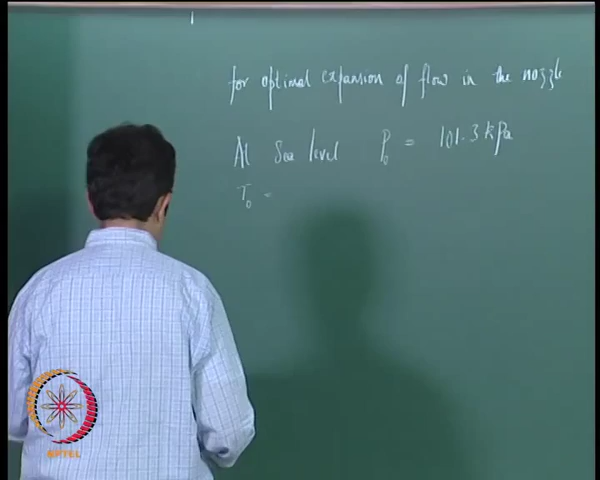 for optimal expansion of flow in the nozzle
At Sea level P₀ = 101.3 kPa
T₀ =
NPTEL